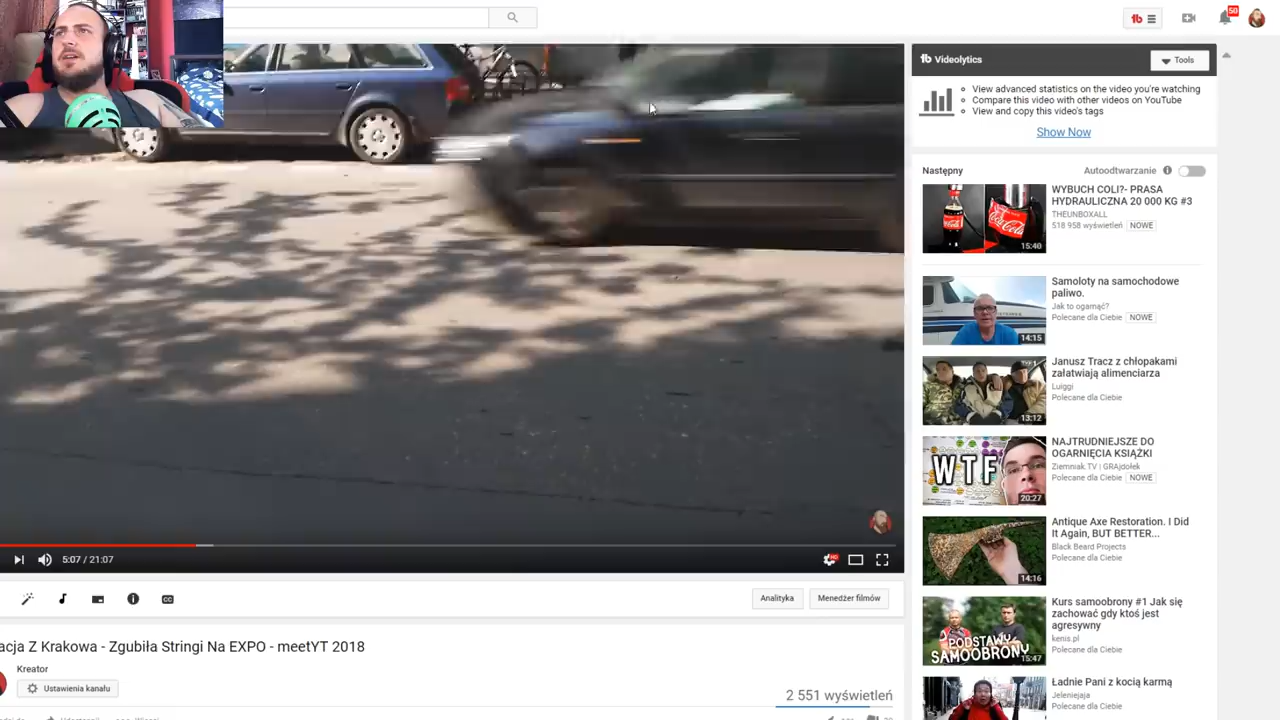 tb
50
Videolytics
Tools
View advanced statistics on the video you're watching
Compare this video with other videos on YouTube
View and copy this video's tags
Show Now
Następny
Autoodtwarzanie
WYBUCH COLI?- PRASA
HYDRAULICZNA 20 000 KG #3
THEUNBOXALL
518 958 wyświetleń NOWE
Coca-Cola
15:40
Samoloty na samochodowe
paliwo.
Jak to ogarnąć?
Polecane dla Ciebie NOWE
14:15
Janusz Tracz z chłopakami
załatwiają alimenciarza
Luiggi
Polecane dla Ciebie
13:12
NAJTRUDNIEJSZE DO
OGARNIĘCIA KSIĄŻKI
Ziemniak TV | GRAjdołek
Polecane dla Ciebie NOWE
WTF
20:27
Antique Axe Restoration. I Did
It Again, BUT BETTER...
Black Beard Projects
Polecane dla Ciebie
14:16
Kurs samoobrony #1 Jak się
zachować gdy ktoś jest
agresywny
kenis.pl
Polecane dla Ciebie
PODSTAWY
SAMOOBRONY
15:47
Ładnie Pani z kocią karmą
Jeleniejaja
Polecane dla Ciebie
5:07 / 21:07
HD
CC
Analityka
Menedżer filmów
acja Z Krakowa - Zgubiła Stringi Na EXPO - meetYT 2018
Kreator
Ustawienia kanału
2 551 wyświetleń